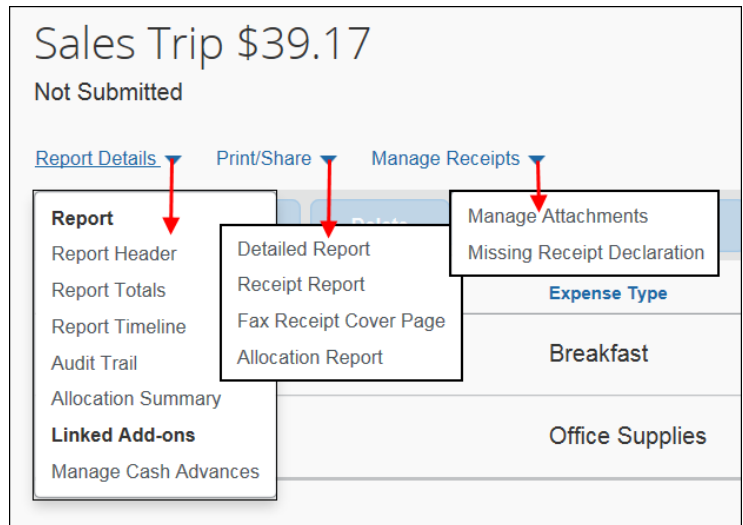 Sales Trip $39.17
Not Submitted
Report Details
Print/Share
Manage Receipts
Report
Report Header
Report Totals
Report Timeline
Audit Trail
Allocation Summary
Linked Add-ons
Manage Cash Advances
Detailed Report
Receipt Report
Fax Receipt Cover Page
Allocation Report
Manage Attachments
Missing Receipt Declaration
Expense Type
Breakfast
Office Supplies